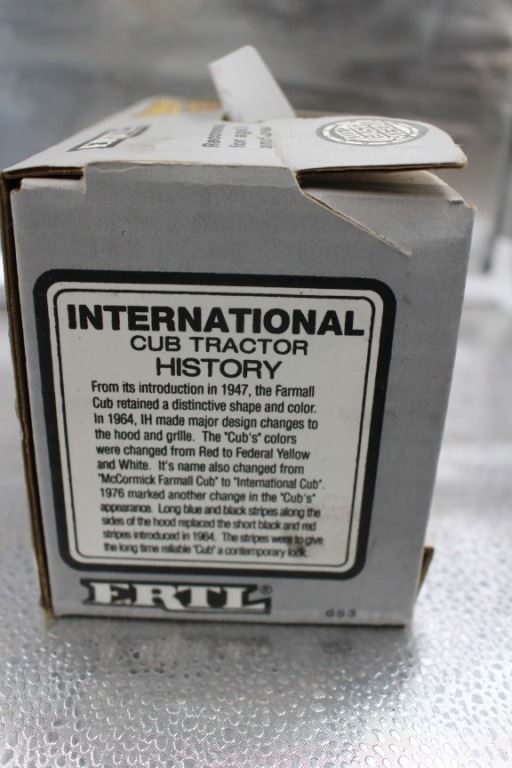 ERTL
Recomm
for ages
and
INTERNATIONAL
CUB TRACTOR
HISTORY
From its introduction in 1947, the Farmall
Cub retained a distinctive shape and color.
In 1964, IH made major design changes to
the hood and grille. The "Cub's" colors
were changed from Red to Federal Yellow
and White. It's name also changed from
"McCormick Farmall Cub" to "International Cub".
1976 marked another change in the "Cub's"
appearance. Long blue and black stripes along the
sides of the hood replaced the short black and red
stripes introduced in 1964. The stripes were to give
the long time reliable "Cub" a contemporary look.
ERTL
653